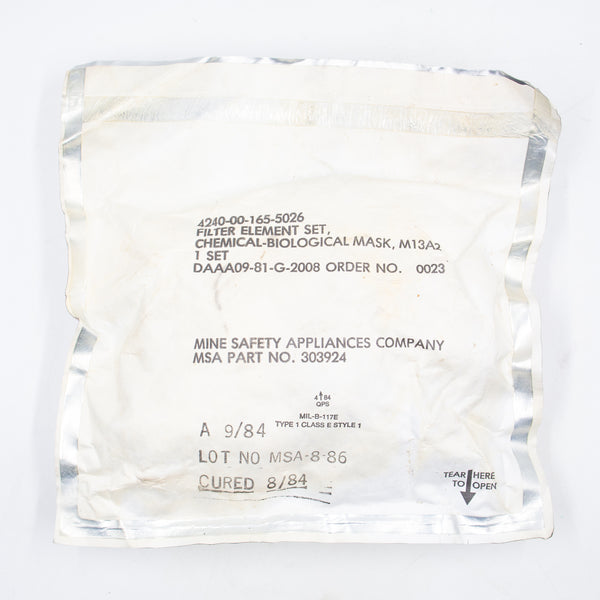 4240-00-165-5026
FILTER ELEMENT SET,
CHEMICAL-BIOLOGICAL MASK, M13A2
1 SET
DAAA09-81-G-2008 ORDER NO. 0023
MINE SAFETY APPLIANCES COMPANY
MSA PART NO. 303924
4↑84
QPS
MIL-B-117E
TYPE 1 CLASS E STYLE 1
A 9/84
LOT NO MSA-8-86
CURED 8/84
TEAR HERE
TO OPEN